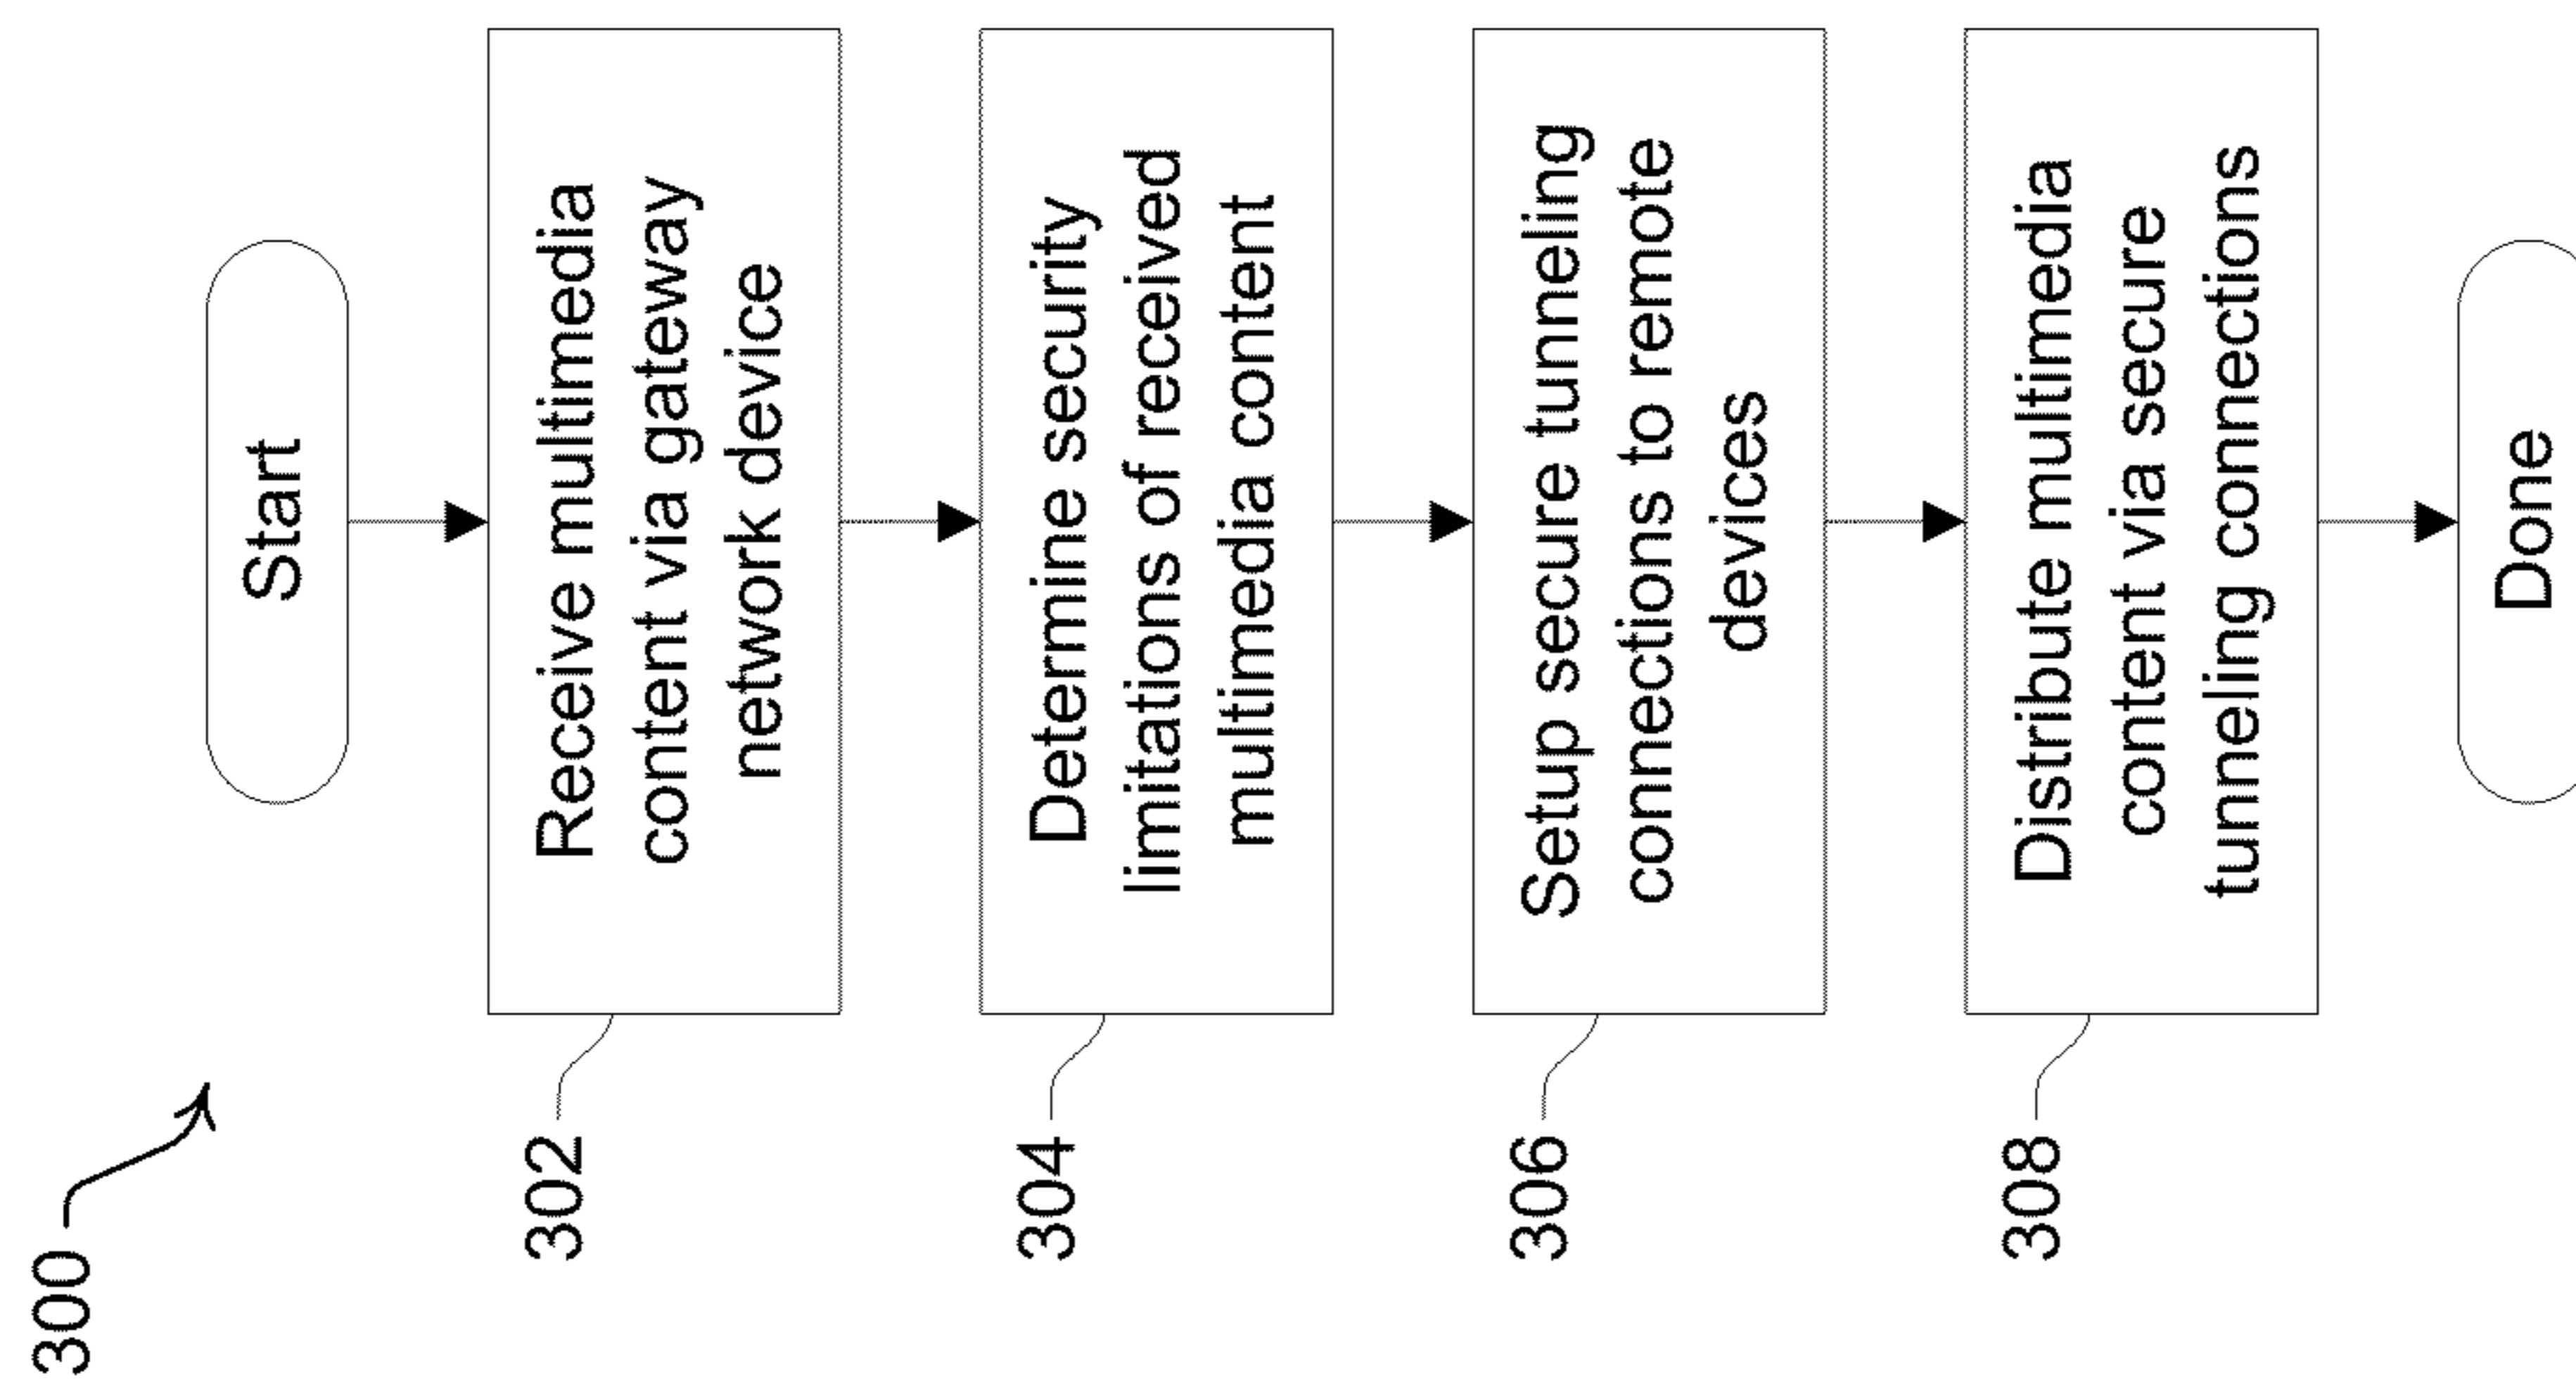 300
Start
302
Receive multimedia
content via gateway
network device
304
Determine security
limitations of received
multimedia content
306
Setup secure tunneling
connections to remote
devices
308
Distribute multimedia
content via secure
tunneling connections
Done